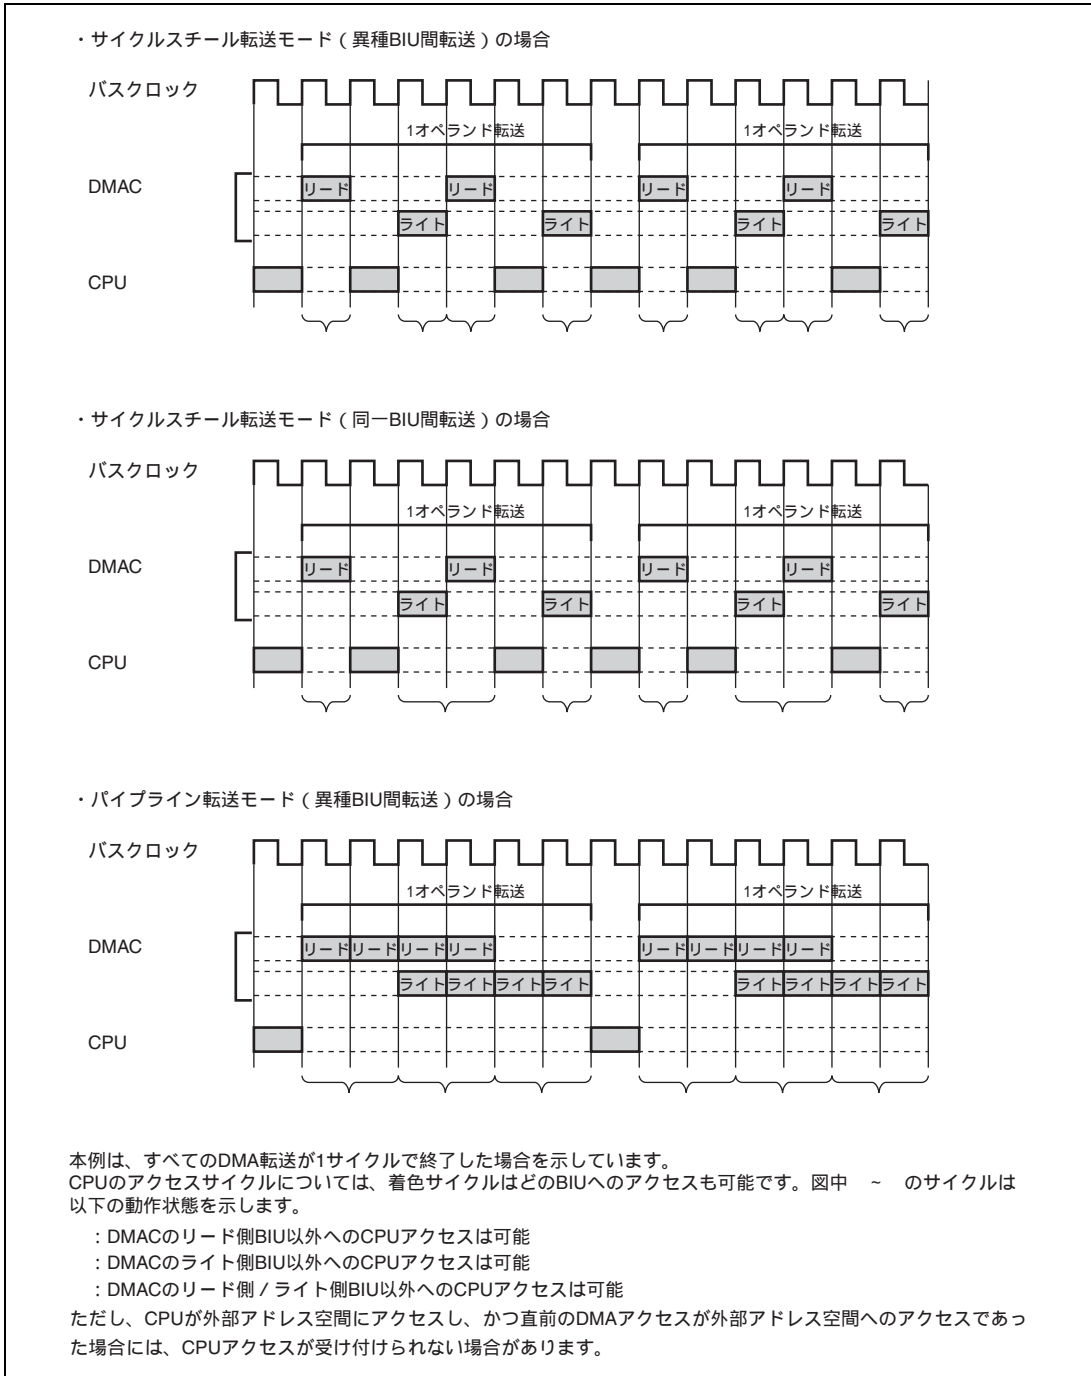 ・サイクルスチール転送モード（異種BIU間転送）の場合
バスクロック
1オペランド転送 1オペランド転送
DMAC リード リード リード リード
ライト ライト ライト ライト
CPU
・サイクルスチール転送モード（同一BIU間転送）の場合
バスクロック
1オペランド転送 1オペランド転送
DMAC リード リード リード リード
ライト ライト ライト ライト
CPU
・パイプライン転送モード（異種BIU間転送）の場合
バスクロック
1オペランド転送 1オペランド転送
DMAC リード リード リード リード リード リード リード リード
ライト ライト ライト ライト ライト ライト ライト ライト
CPU
本例は、すべてのDMA転送が1サイクルで終了した場合を示しています。
CPUのアクセスサイクルについては、着色サイクルはどのBIUへのアクセスも可能です。図中　~　のサイクルは
以下の動作状態を示します。
：DMACのリード側BIU以外へのCPUアクセスは可能
：DMACのライト側BIU以外へのCPUアクセスは可能
：DMACのリード側／ライト側BIU以外へのCPUアクセスは可能
ただし、CPUが外部アドレス空間にアクセスし、かつ直前のDMAアクセスが外部アドレス空間へのアクセスであっ
た場合には、CPUアクセスが受け付けられない場合があります。